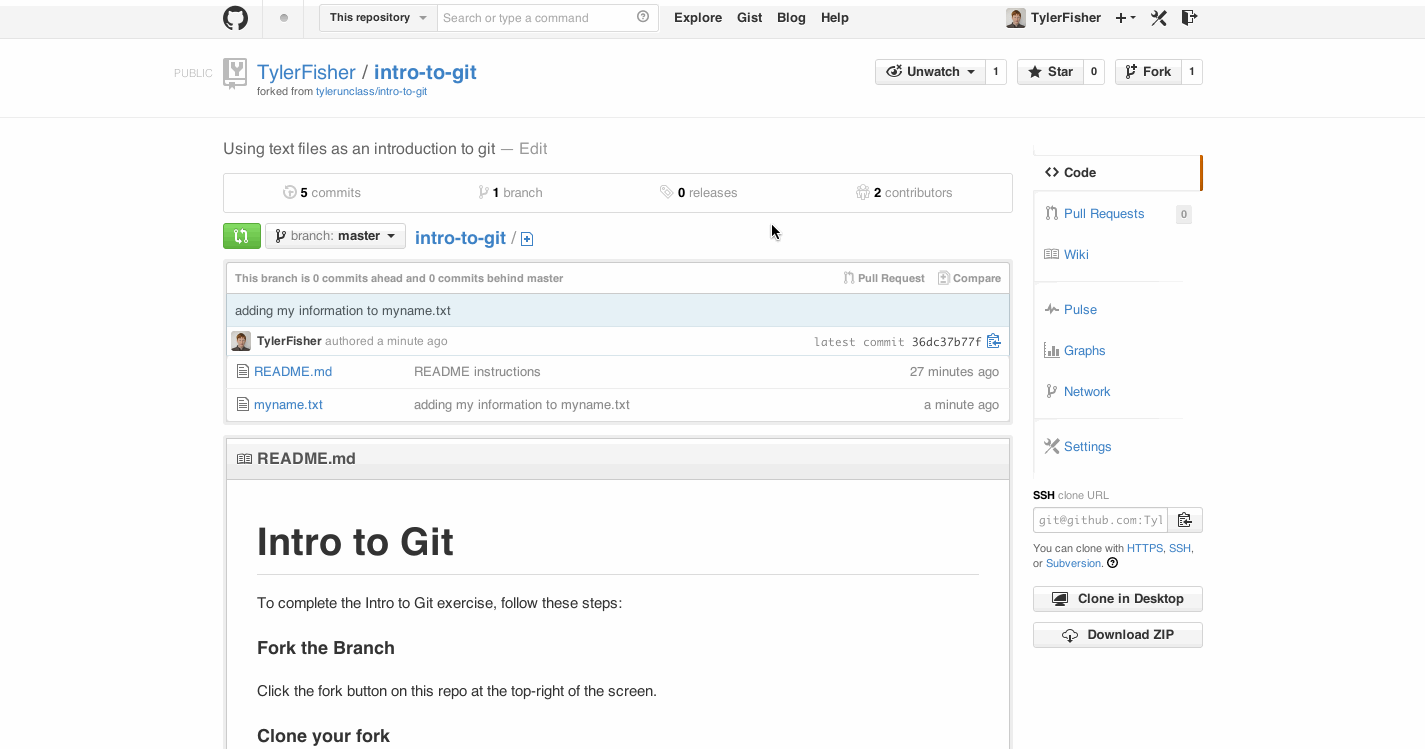 This repository Search or type a command Explore Gist Blog Help TylerFisher
PUBLIC TylerFisher / intro-to-git Unwatch 1 Star 0 Fork 1
forked from tylerunclass/intro-to-git
Using text files as an introduction to git — Edit
5 commits 1 branch 0 releases 2 contributors
branch: master intro-to-git /
This branch is 0 commits ahead and 0 commits behind master Pull Request Compare
adding my information to myname.txt
TylerFisher authored a minute ago latest commit 36dc37b77f
README.md README instructions 27 minutes ago
myname.txt adding my information to myname.txt a minute ago
README.md
Intro to Git
To complete the Intro to Git exercise, follow these steps:
Fork the Branch
Click the fork button on this repo at the top-right of the screen.
Clone your fork
Code
Pull Requests 0
Wiki
Pulse
Graphs
Network
Settings
SSH clone URL
git@github.com:Tyl
You can clone with HTTPS, SSH,
or Subversion.
Clone in Desktop
Download ZIP